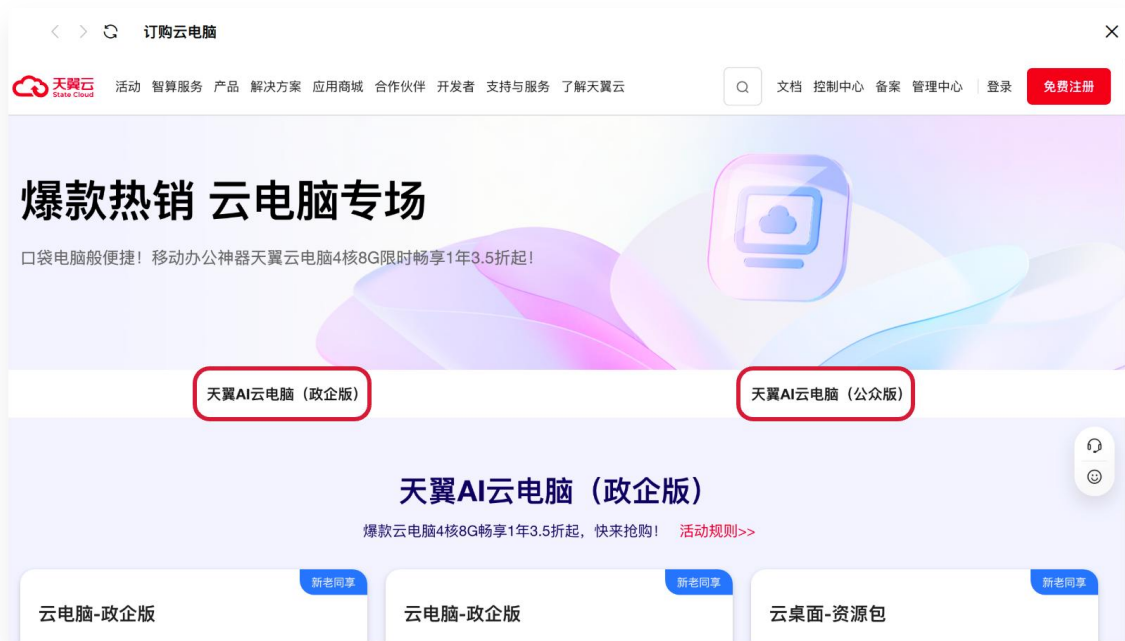 订购云电脑
天翼云 活动 智算服务 产品 解决方案 应用商城 合作伙伴 开发者 支持与服务 了解天翼云 文档 控制中心 备案 管理中心 登录 免费注册
State Cloud
爆款热销 云电脑专场
口袋电脑般便捷！移动办公神器天翼云电脑4核8G限时畅享1年3.5折起！
天翼AI云电脑（政企版） 天翼AI云电脑（公众版）
天翼AI云电脑（政企版）
爆款云电脑4核8G畅享1年3.5折起，快来抢购！ 活动规则>>
新老同享 新老同享 新老同享
云电脑-政企版 云电脑-政企版 云桌面-资源包